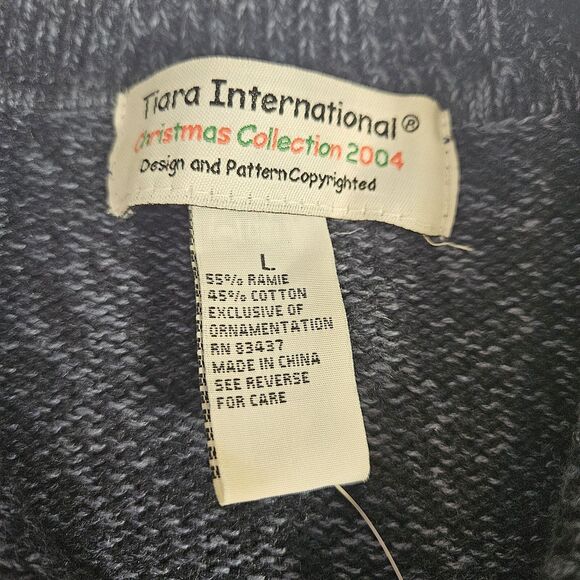 Tiara International®
Christmas Collection 2004
Design and Pattern Copyrighted
L
55% RAMIE
45% COTTON
EXCLUSIVE OF
ORNAMENTATION
RN 83437
MADE IN CHINA
SEE REVERSE
FOR CARE